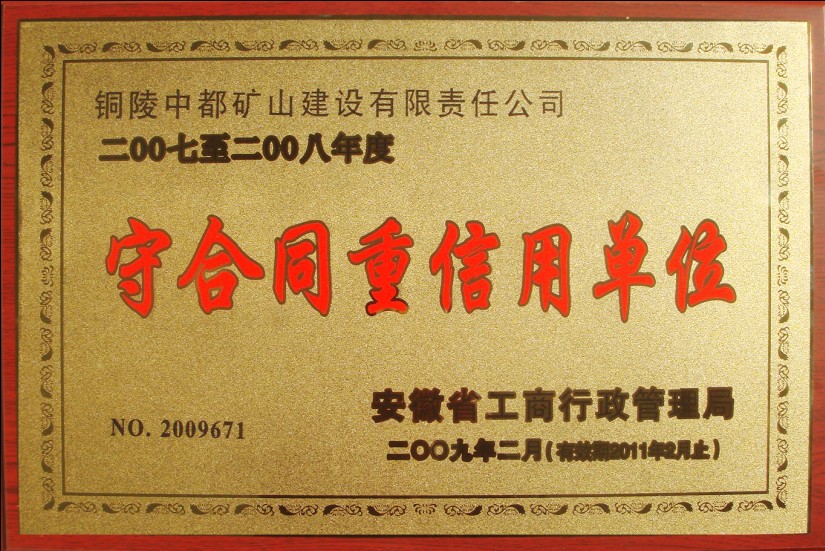 铜陵中都矿山建设有限责任公司
二00七至二00八年度
守合同重信用单位
安徽省工商行政管理局
NO. 2009671
二〇〇九年二月(有效期2011年2月止)